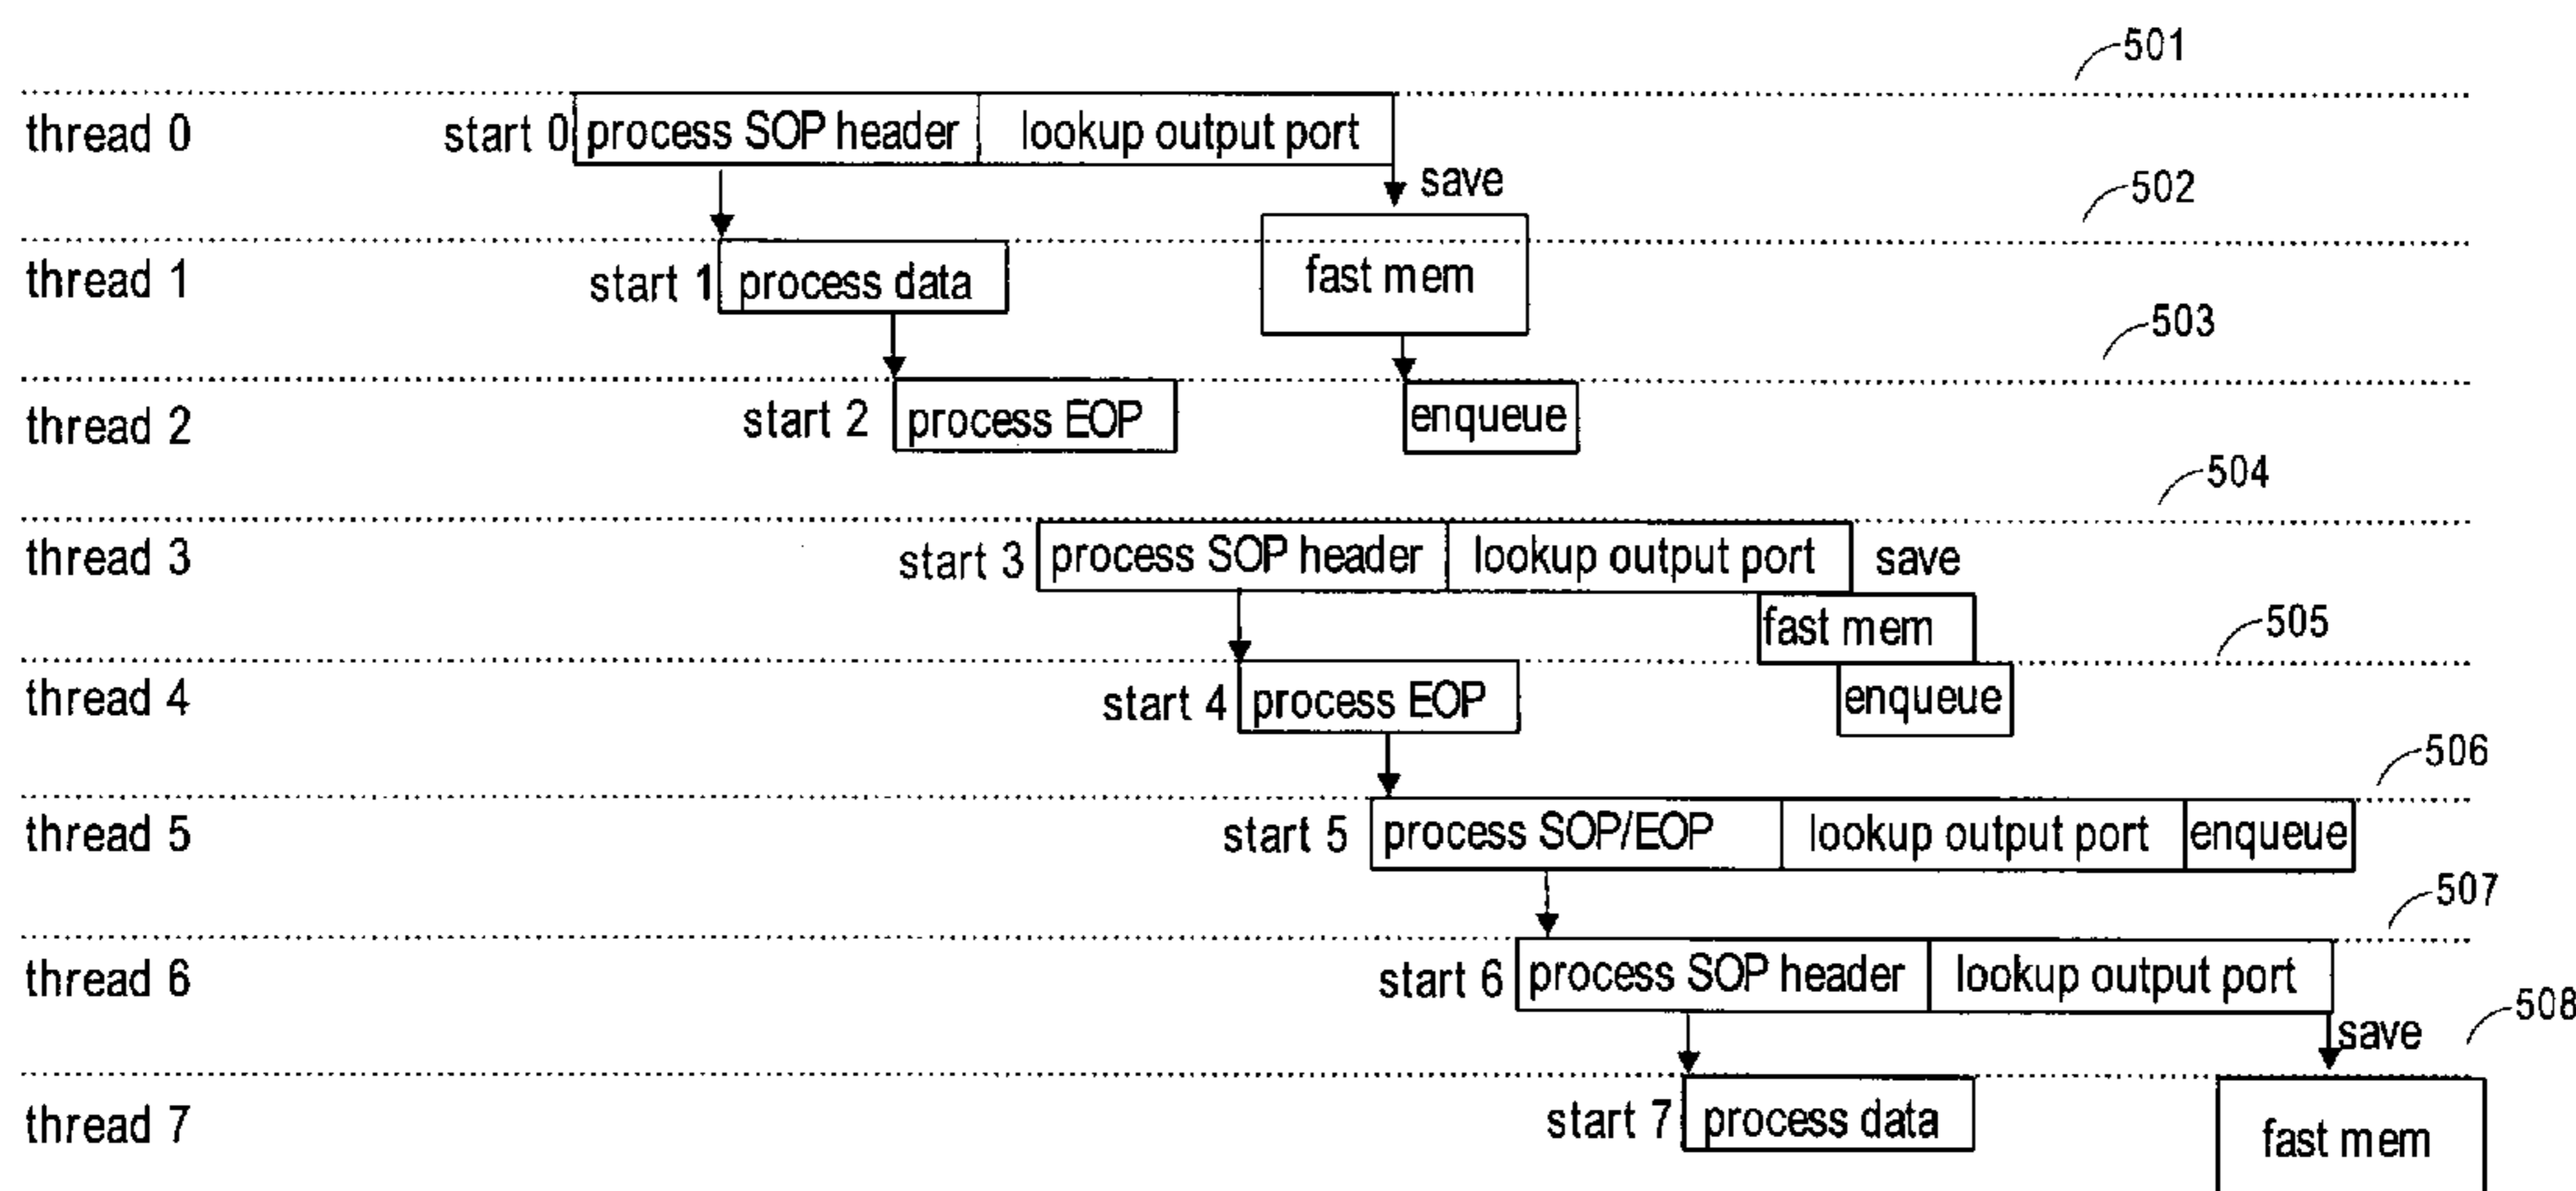 501
thread 0 start 0 process SOP header lookup output port
save
502
thread 1 start 1 process data fast mem
503
thread 2 start 2 process EOP enqueue
504
thread 3 start 3 process SOP header lookup output port save
fast mem
505
thread 4 start 4 process EOP enqueue
506
thread 5 start 5 process SOP/EOP lookup output port enqueue
507
thread 6 start 6 process SOP header lookup output port
508
save
thread 7 start 7 process data fast mem